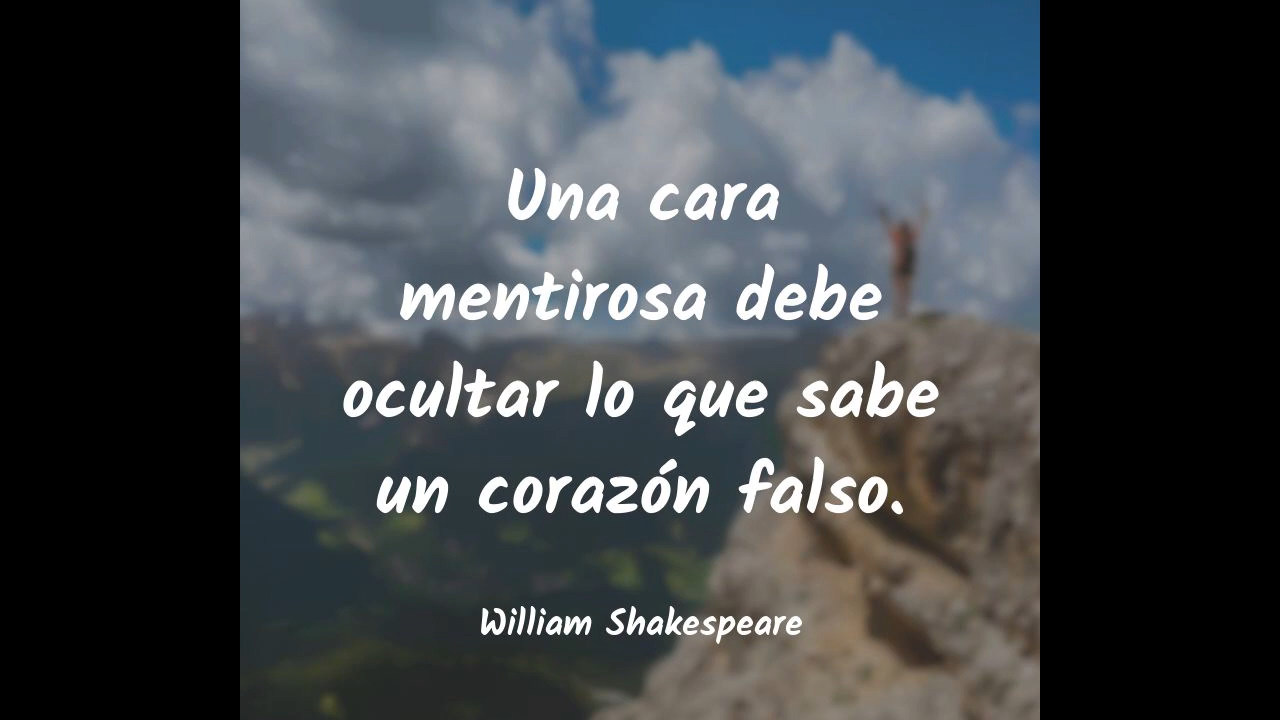 Una cara
mentirosa debe
ocultar lo que sabe
un corazón falso.
William Shakespeare